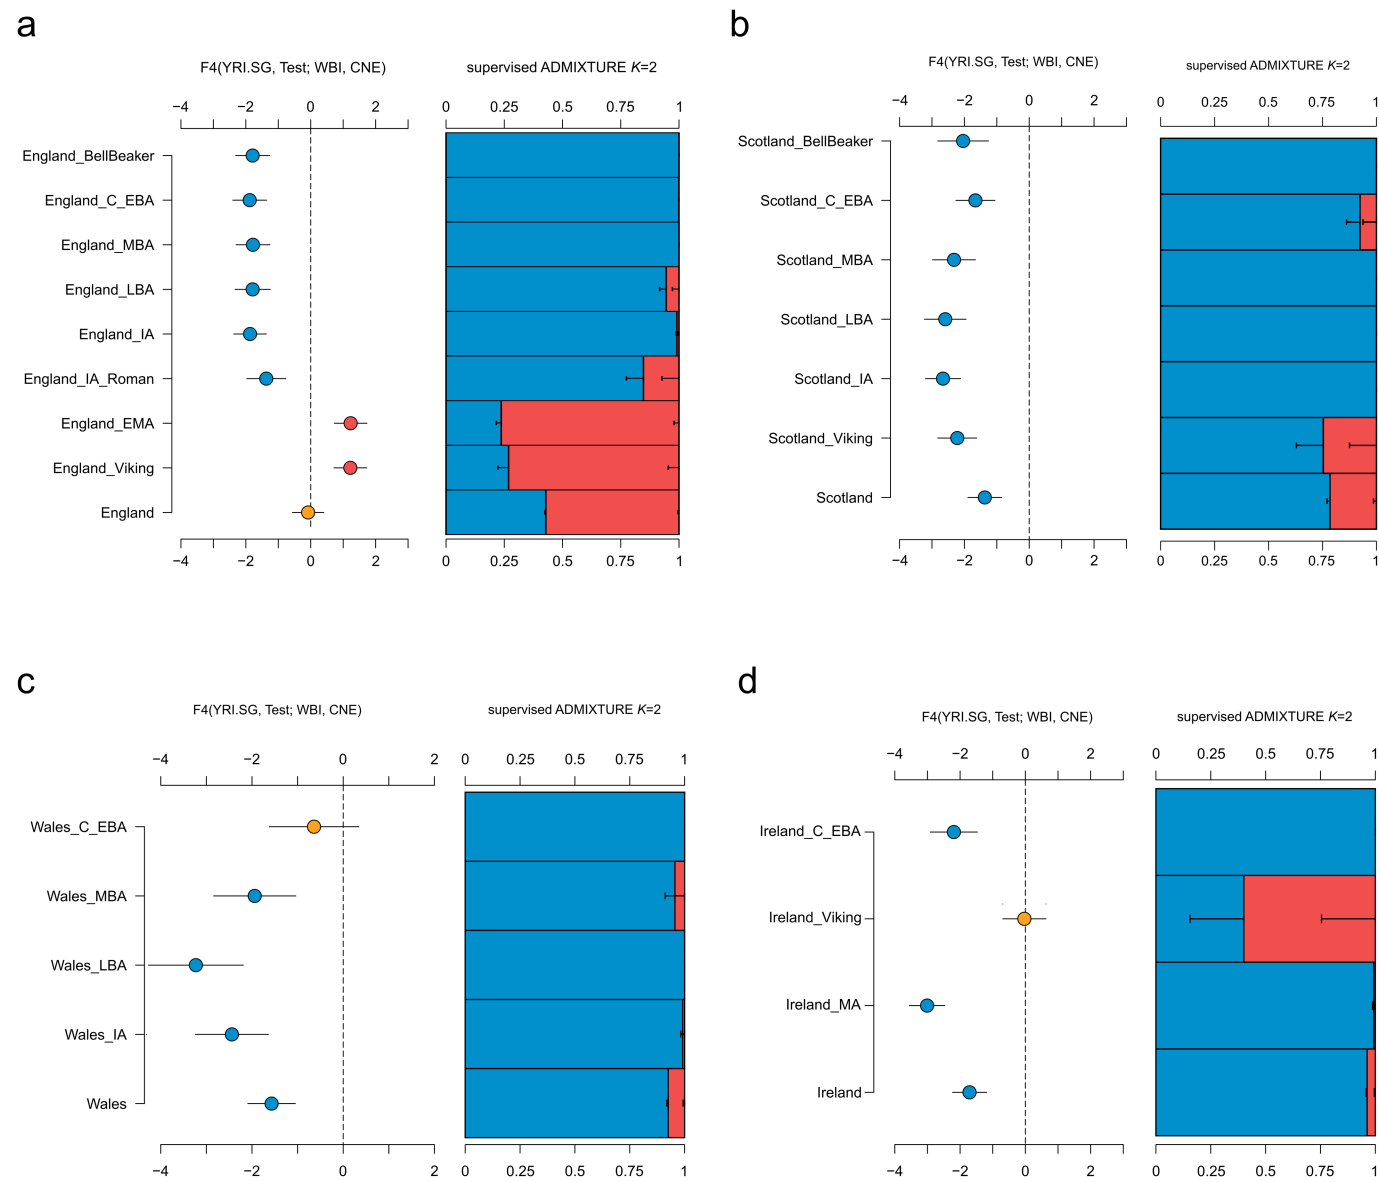 a
F4(YRI.SG, Test; WBI, CNE)
supervised ADMIXTURE K=2
−4 −2 0 2
0 0.25 0.5 0.75 1
England_BellBeaker
England_C_EBA
England_MBA
England_LBA
England_IA
England_IA_Roman
England_EMA
England_Viking
England
−4 −2 0 2
0 0.25 0.5 0.75 1
b
F4(YRI.SG, Test; WBI, CNE)
supervised ADMIXTURE K=2
−4 −2 0 2
0 0.25 0.5 0.75 1
Scotland_BellBeaker
Scotland_C_EBA
Scotland_MBA
Scotland_LBA
Scotland_IA
Scotland_Viking
Scotland
−4 −2 0 2
0 0.25 0.5 0.75 1
c
F4(YRI.SG, Test; WBI, CNE)
supervised ADMIXTURE K=2
−4 −2 0 2
0 0.25 0.5 0.75 1
Wales_C_EBA
Wales_MBA
Wales_LBA
Wales_IA
Wales
−4 −2 0 2
0 0.25 0.5 0.75 1
d
F4(YRI.SG, Test; WBI, CNE)
supervised ADMIXTURE K=2
−4 −2 0 2
0 0.25 0.5 0.75 1
Ireland_C_EBA
Ireland_Viking
Ireland_MA
Ireland
−4 −2 0 2
0 0.25 0.5 0.75 1